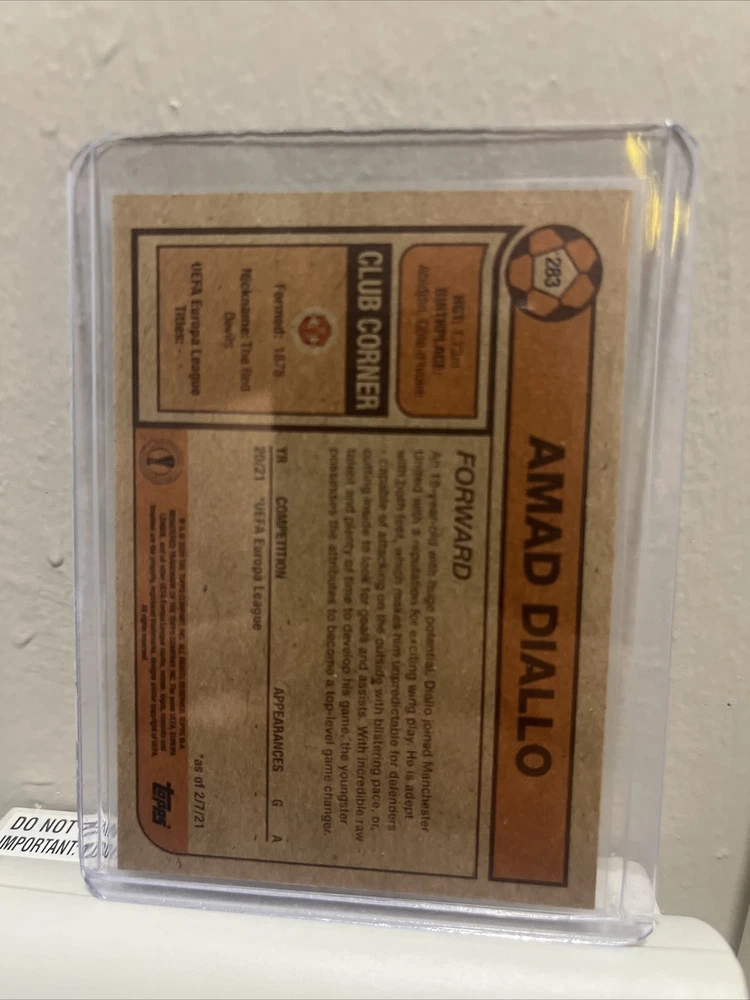 283
AMAD DIALLO
HGT: 1.73m
BIRTHPLACE:
Abidjan, Côte d'Ivoire
CLUB CORNER
Formed: 1878
Nickname: The Red
Devils
UEFA Europa League
Titles: -
FORWARD
An 18-year-old with huge potential, Diallo joined Manchester
United with a reputation for exciting wing play. He is adept
with both feet, which makes him unpredictable for defenders
- capable of attacking on the outside with blistering pace, or
cutting inside to look for goals and assists. With incredible raw
talent and plenty of time to develop his game, the youngster
possesses the attributes to become a top-level game changer.
YR COMPETITION APPEARANCES G A
20/21 *UEFA Europa League - - -
*as of 2/7/21
topps
DO NOT
IMPORTANT: